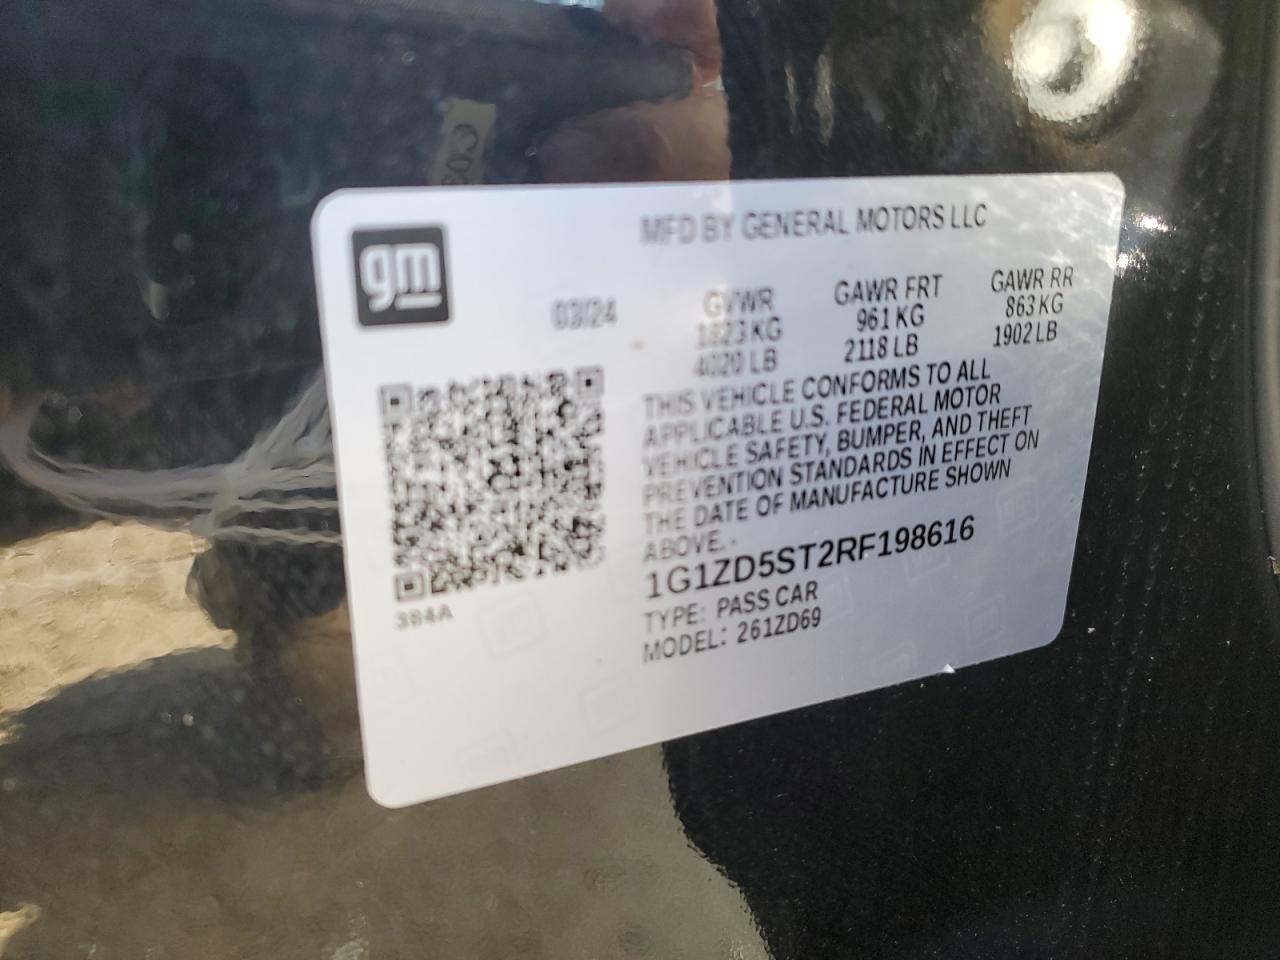 gm
MFD BY GENERAL MOTORS LLC
03/24
GVWR
1823 KG
4020 LB
GAWR FRT
961 KG
2118 LB
GAWR RR
863 KG
1902 LB
THIS VEHICLE CONFORMS TO ALL
APPLICABLE U.S. FEDERAL MOTOR
VEHICLE SAFETY, BUMPER, AND THEFT
PREVENTION STANDARDS IN EFFECT ON
THE DATE OF MANUFACTURE SHOWN
ABOVE.
1G1ZD5ST2RF198616
TYPE: PASS CAR
MODEL: 261ZD69